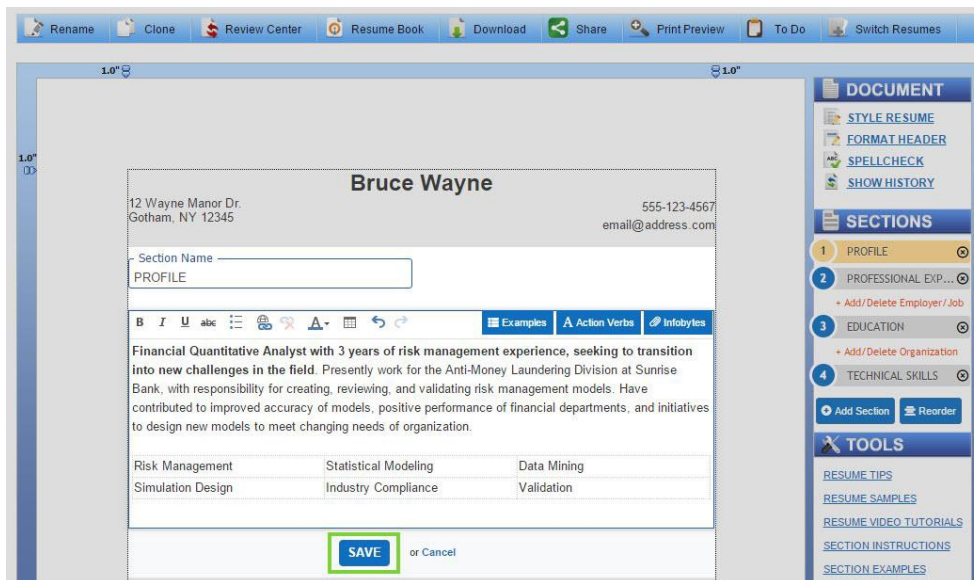 Rename Clone Review Center Resume Book Download Share Print Preview To Do Switch Resumes
1.0" 1.0"
1.0"
Bruce Wayne
12 Wayne Manor Dr.
Gotham, NY 12345
555-123-4567
email@address.com
Section Name
PROFILE
B I U abc A Examples A Action Verbs Infobytes
Financial Quantitative Analyst with 3 years of risk management experience, seeking to transition
into new challenges in the field. Presently work for the Anti-Money Laundering Division at Sunrise
Bank, with responsibility for creating, reviewing, and validating risk management models. Have
contributed to improved accuracy of models, positive performance of financial departments, and initiatives
to design new models to meet changing needs of organization.
Risk Management Statistical Modeling Data Mining
Simulation Design Industry Compliance Validation
SAVE or Cancel
DOCUMENT
STYLE RESUME
FORMAT HEADER
ABC SPELLCHECK
SHOW HISTORY
SECTIONS
1 PROFILE
2 PROFESSIONAL EXP...
+ Add/Delete Employer/Job
3 EDUCATION
+ Add/Delete Organization
4 TECHNICAL SKILLS
Add Section Reorder
TOOLS
RESUME TIPS
RESUME SAMPLES
RESUME VIDEO TUTORIALS
SECTION INSTRUCTIONS
SECTION EXAMPLES